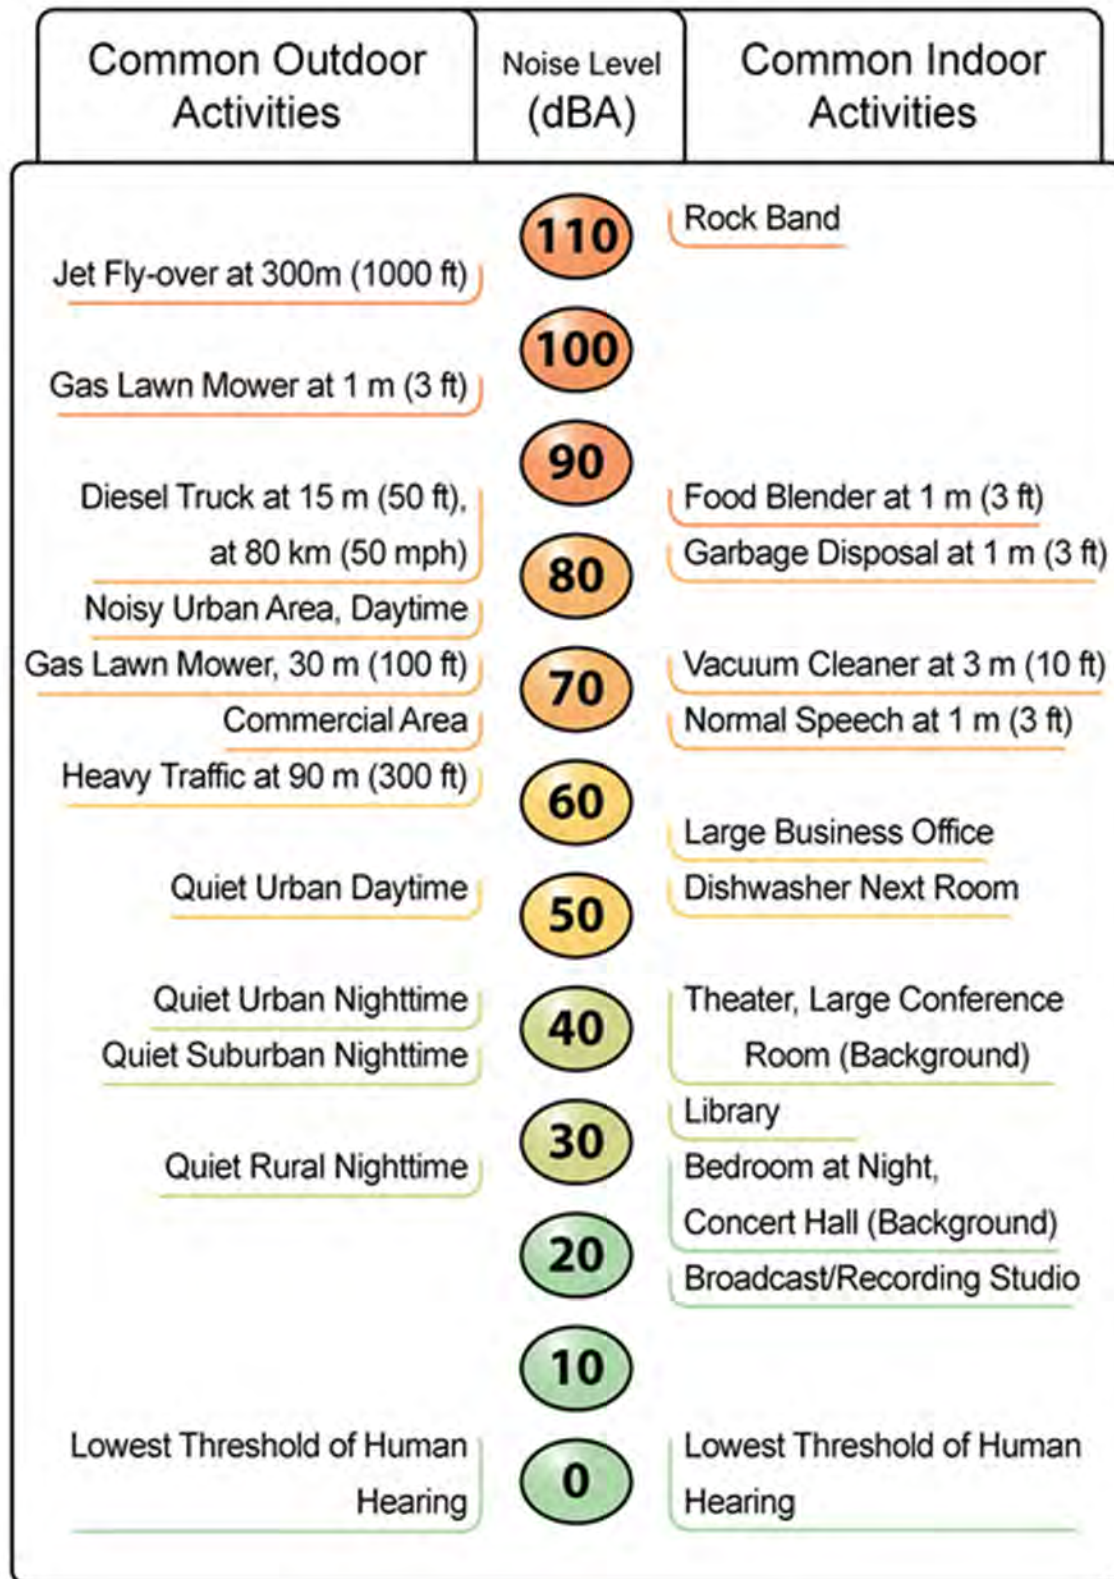 Common Outdoor
Activities
Noise Level
(dBA)
Common Indoor
Activities
110
Rock Band
Jet Fly-over at 300m (1000 ft)
100
Gas Lawn Mower at 1 m (3 ft)
90
Diesel Truck at 15 m (50 ft),
Food Blender at 1 m (3 ft)
at 80 km (50 mph)
Garbage Disposal at 1 m (3 ft)
80
Noisy Urban Area, Daytime
Gas Lawn Mower, 30 m (100 ft)
Vacuum Cleaner at 3 m (10 ft)
70
Commercial Area
Normal Speech at 1 m (3 ft)
Heavy Traffic at 90 m (300 ft)
60
Large Business Office
Quiet Urban Daytime
Dishwasher Next Room
50
Quiet Urban Nighttime
Theater, Large Conference
40
Quiet Suburban Nighttime
Room (Background)
Library
30
Quiet Rural Nighttime
Bedroom at Night,
Concert Hall (Background)
20
Broadcast/Recording Studio
10
Lowest Threshold of Human
Hearing
0
Lowest Threshold of Human
Hearing